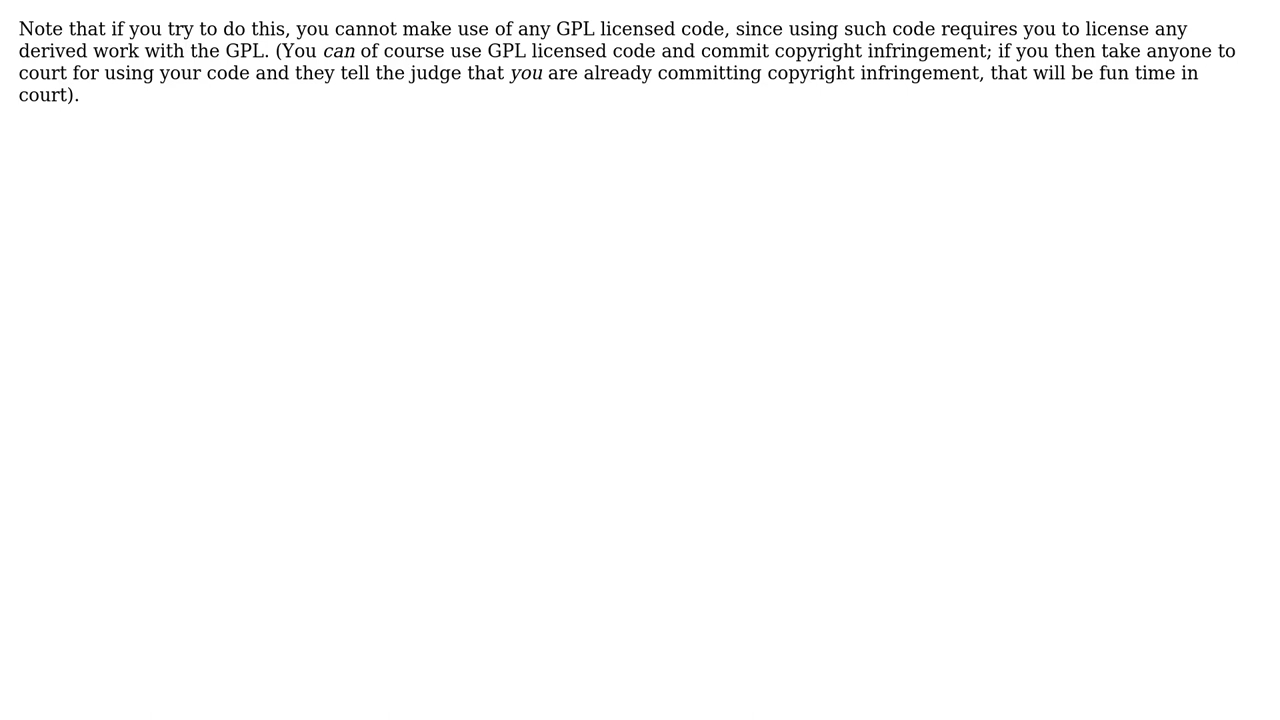 Note that if you try to do this, you cannot make use of any GPL licensed code, since using such code requires you to license any
derived work with the GPL. (You can of course use GPL licensed code and commit copyright infringement; if you then take anyone to
court for using your code and they tell the judge that you are already committing copyright infringement, that will be fun time in
court).